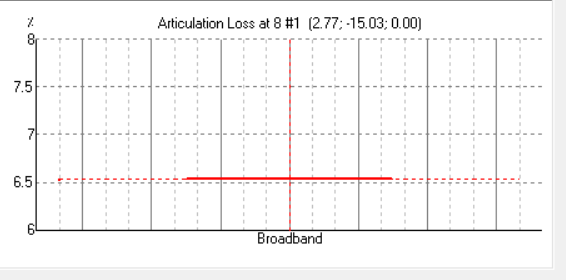 % Articulation Loss at 8 #1 (2.77; -15.03; 0.00)
8
7.5
7
6.5
6
Broadband